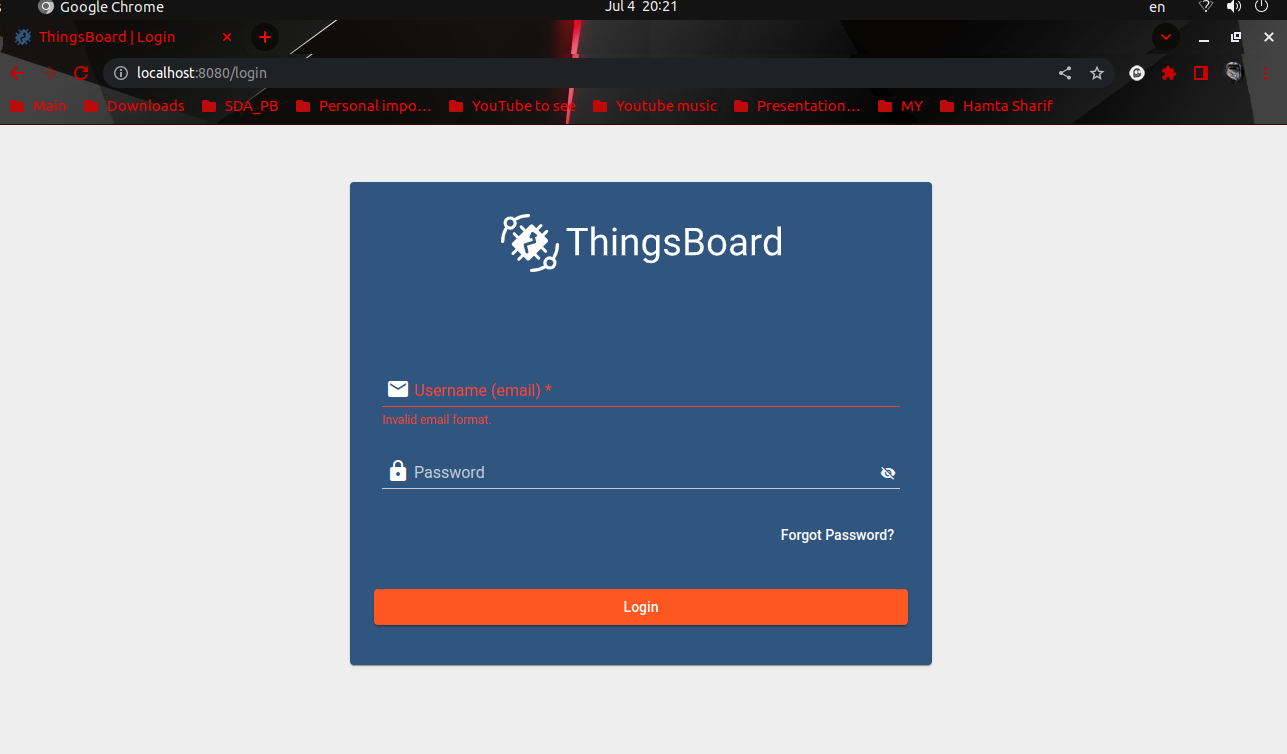 Google Chrome
Jul 4 20:21
en
ThingsBoard | Login
localhost:8080/login
Main
Downloads
SDA_PB
Personal impo...
YouTube to see
Youtube music
Presentation...
MY
Hamta Sharif
ThingsBoard
Username (email) *
Invalid email format.
Password
Forgot Password?
Login